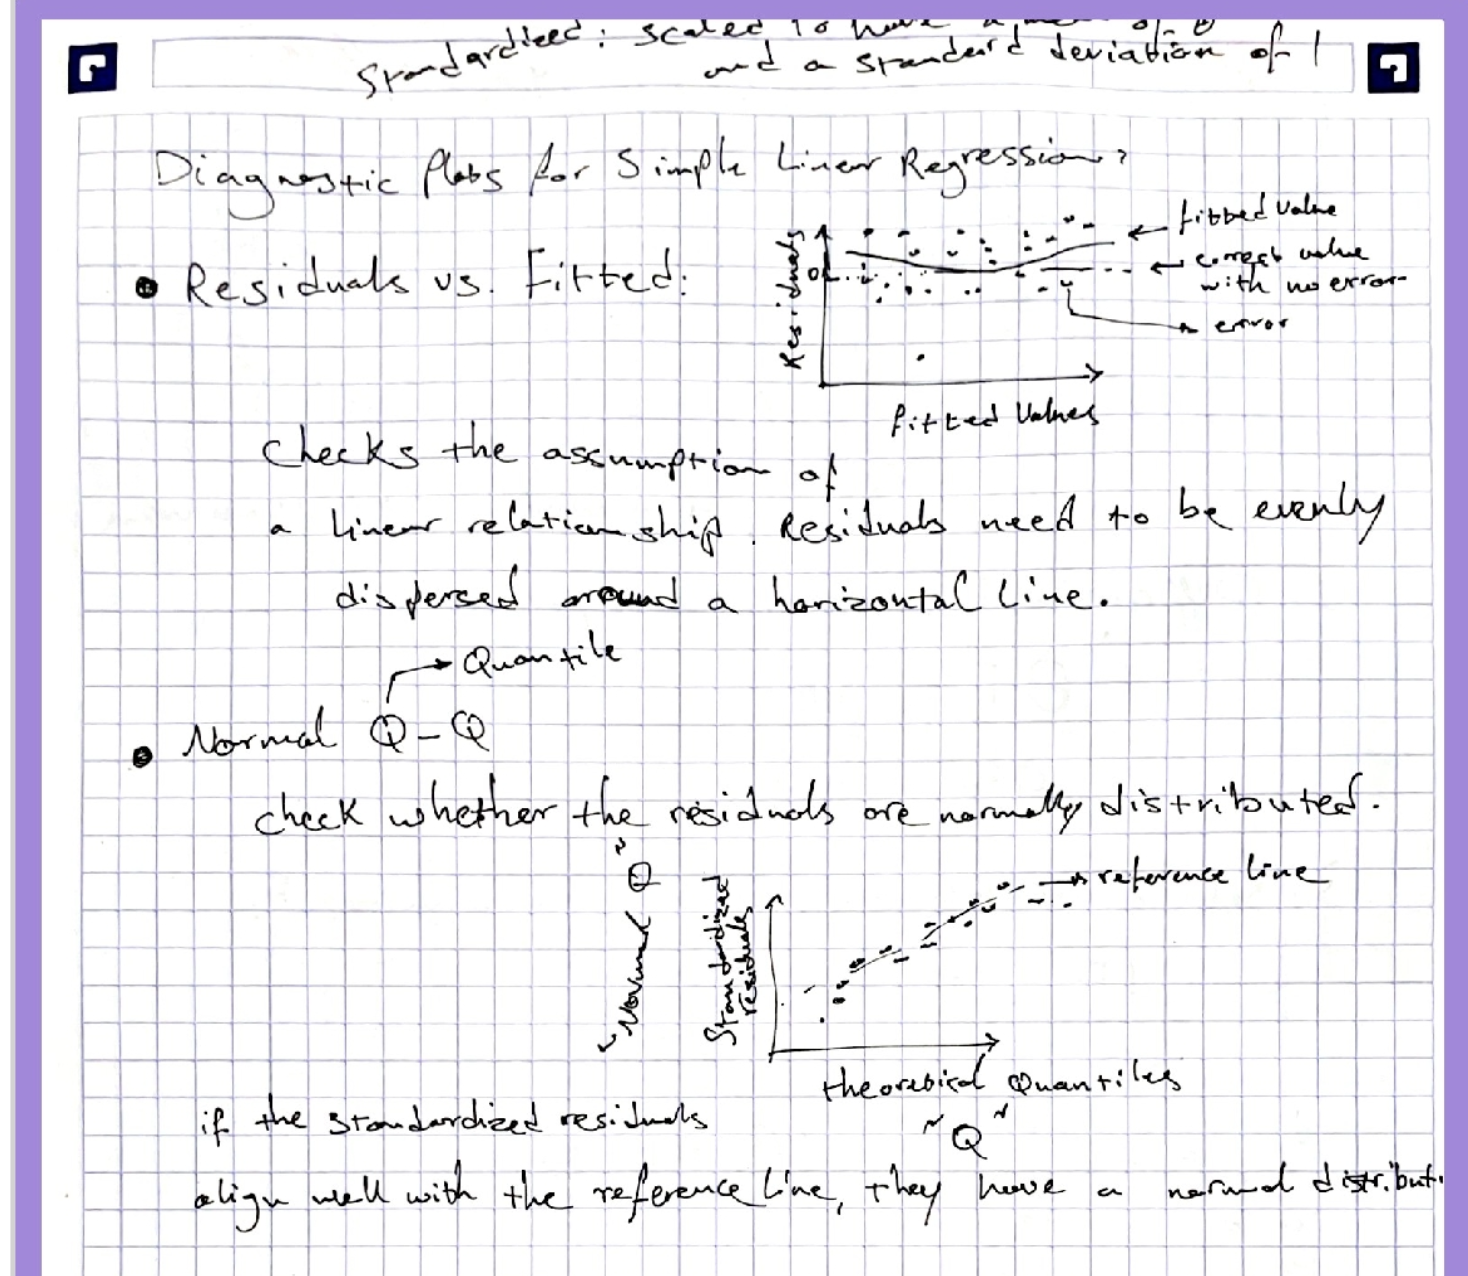 Standardized: scaled to have a mean of 0
and a standard deviation of 1
Diagnostic Plots for Simple Linear Regression:
• Residuals vs. Fitted:
Residuals
0
fitted value
correct value
with no error
error
fitted Values
checks the assumption of
a linear relationship. Residuals need to be evenly
dispersed around a horizontal line.
Quantile
• Normal Q-Q
check whether the residuals are normally distributed.
"Normal Q"
Standardized
residuals
reference line
theoretical Quantiles
"Q"
if the standardized residuals
align well with the reference line, they have a normal distributi